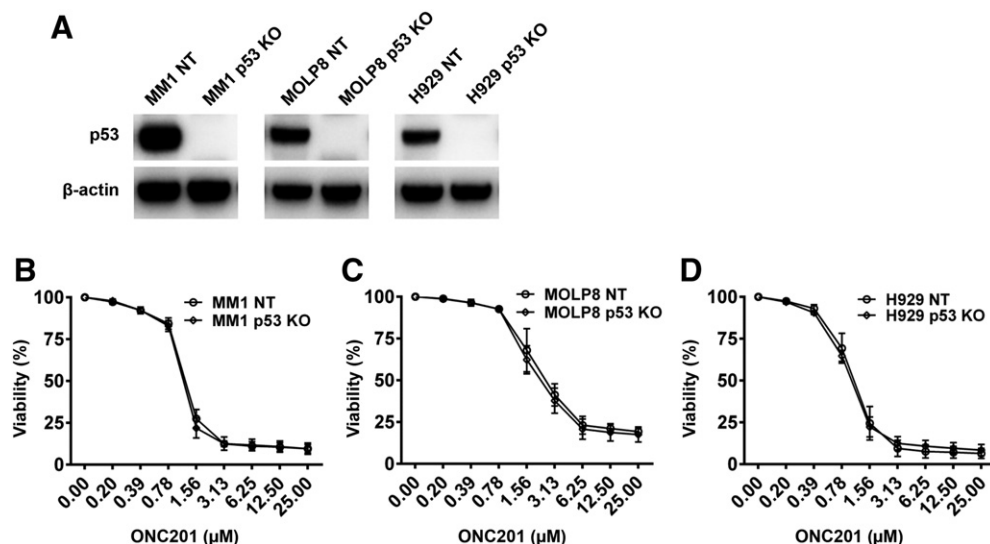 A
MM1 NT
MM1 p53 KO
MOLP8 NT
MOLP8 p53 KO
H929 NT
H929 p53 KO
p53
β-actin
B
MM1 NT
MM1 p53 KO
Viability (%)
100
75
50
25
0
0.00
0.20
0.39
0.78
1.56
3.13
6.25
12.50
25.00
ONC201 (µM)
C
MOLP8 NT
MOLP8 p53 KO
Viability (%)
100
75
50
25
0
0.00
0.20
0.39
0.78
1.56
3.13
6.25
12.50
25.00
ONC201 (µM)
D
H929 NT
H929 p53 KO
Viability (%)
100
75
50
25
0
0.00
0.20
0.39
0.78
1.56
3.13
6.25
12.50
25.00
ONC201 (µM)